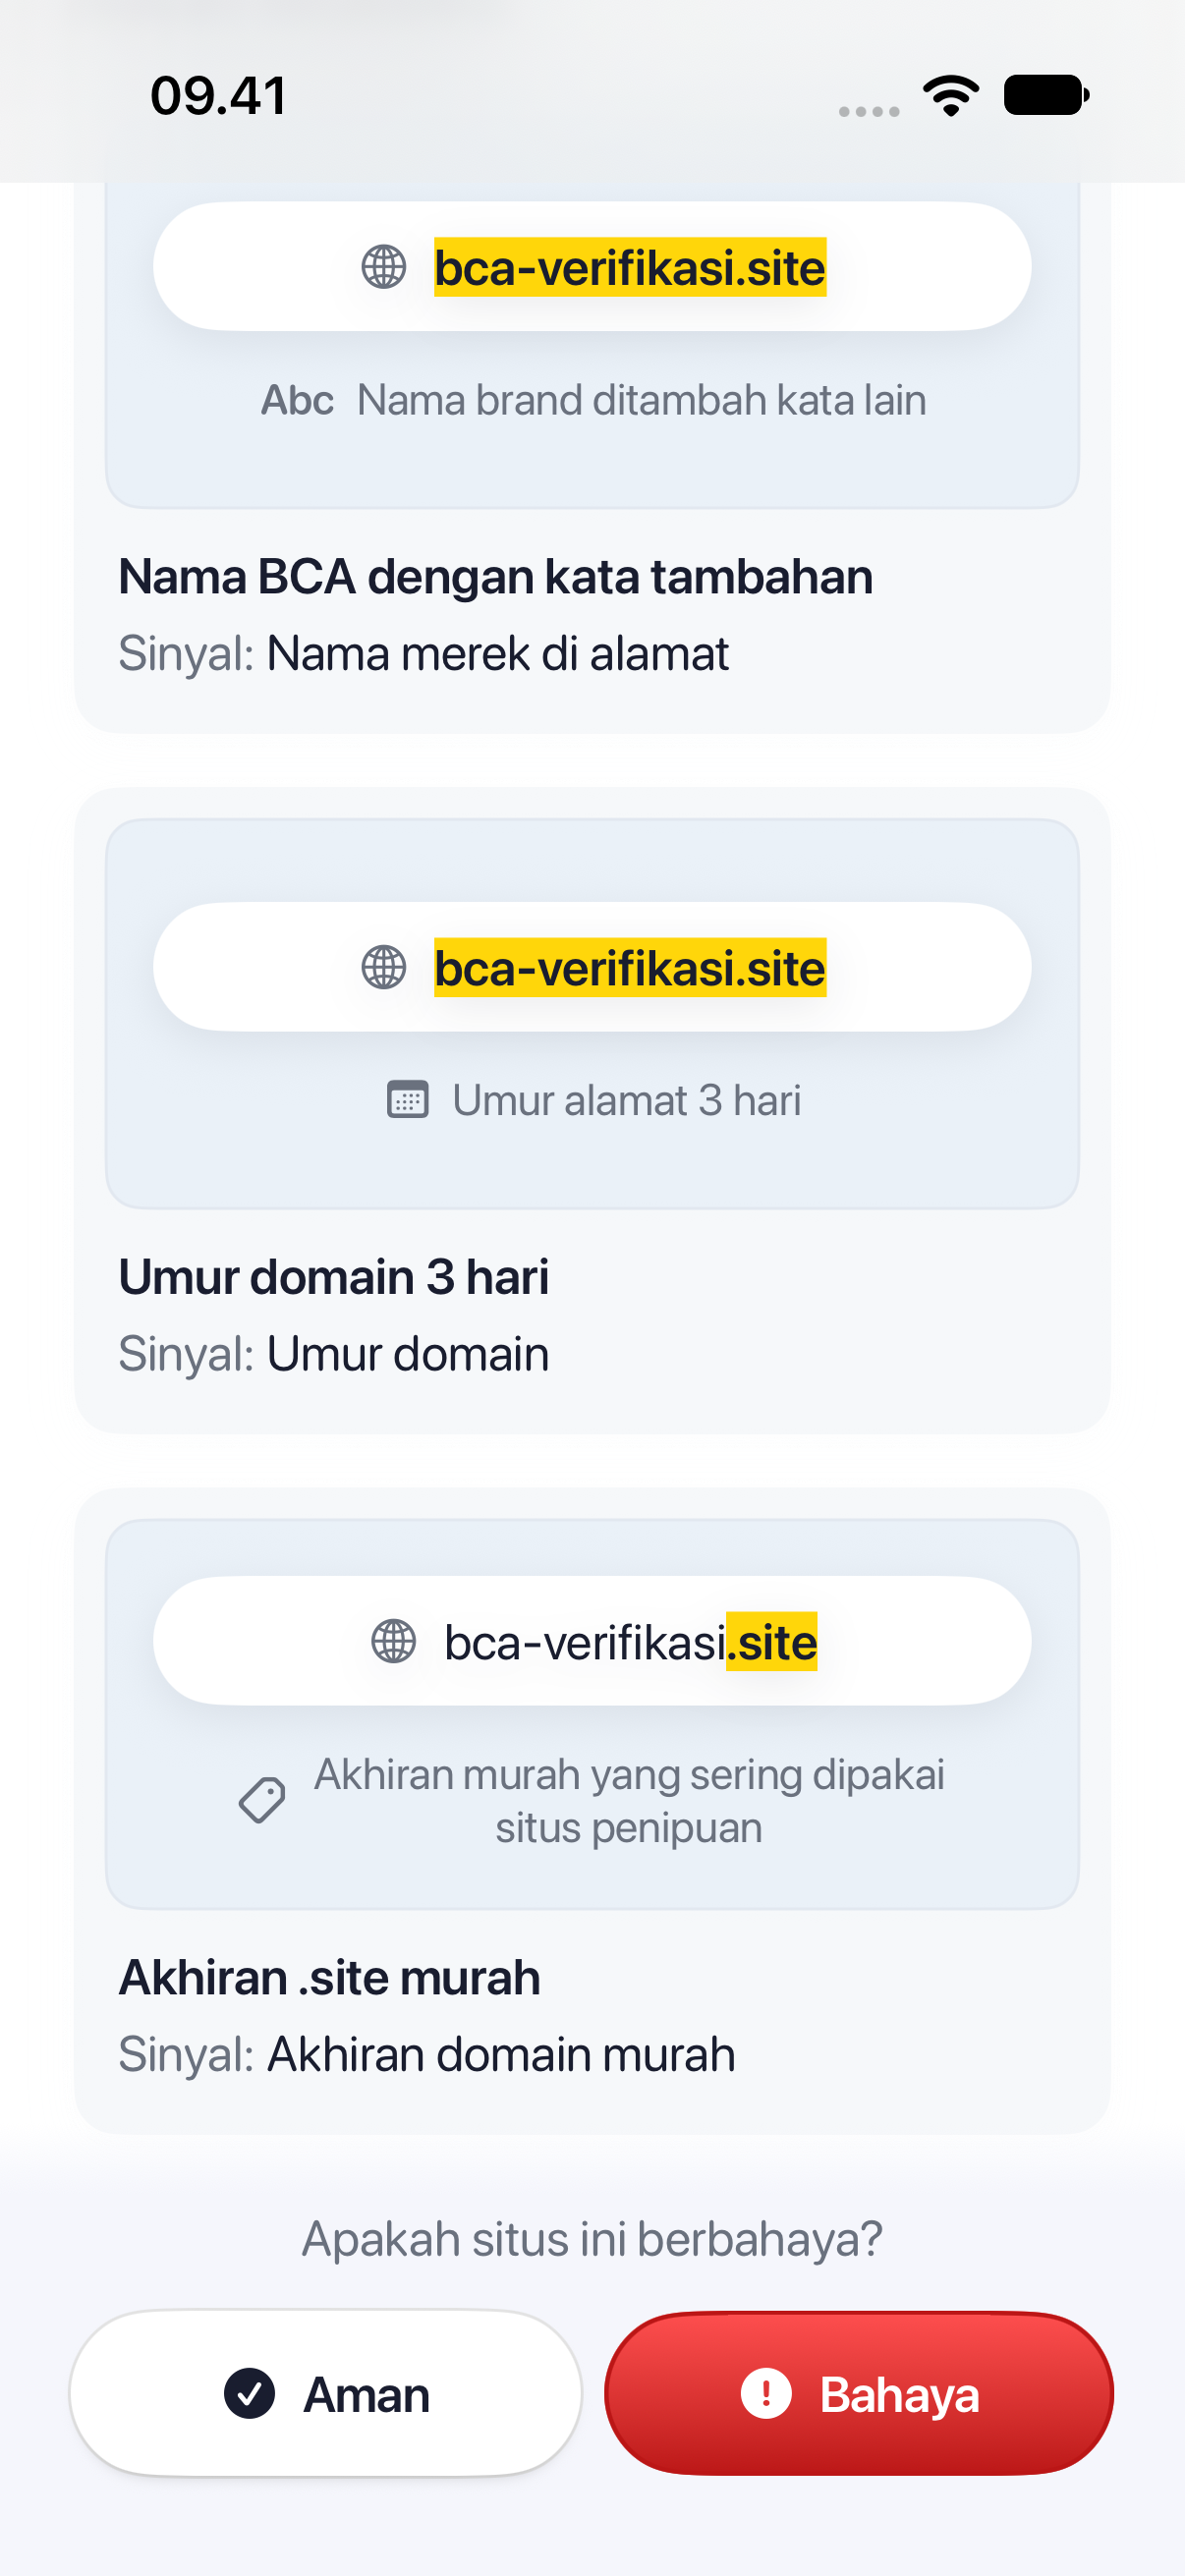 09.41
bca-verifikasi.site
Abc Nama brand ditambah kata lain
Nama BCA dengan kata tambahan
Sinyal: Nama merek di alamat
bca-verifikasi.site
Umur alamat 3 hari
Umur domain 3 hari
Sinyal: Umur domain
bca-verifikasi.site
Akhiran murah yang sering dipakai
situs penipuan
Akhiran .site murah
Sinyal: Akhiran domain murah
Apakah situs ini berbahaya?
Aman
Bahaya